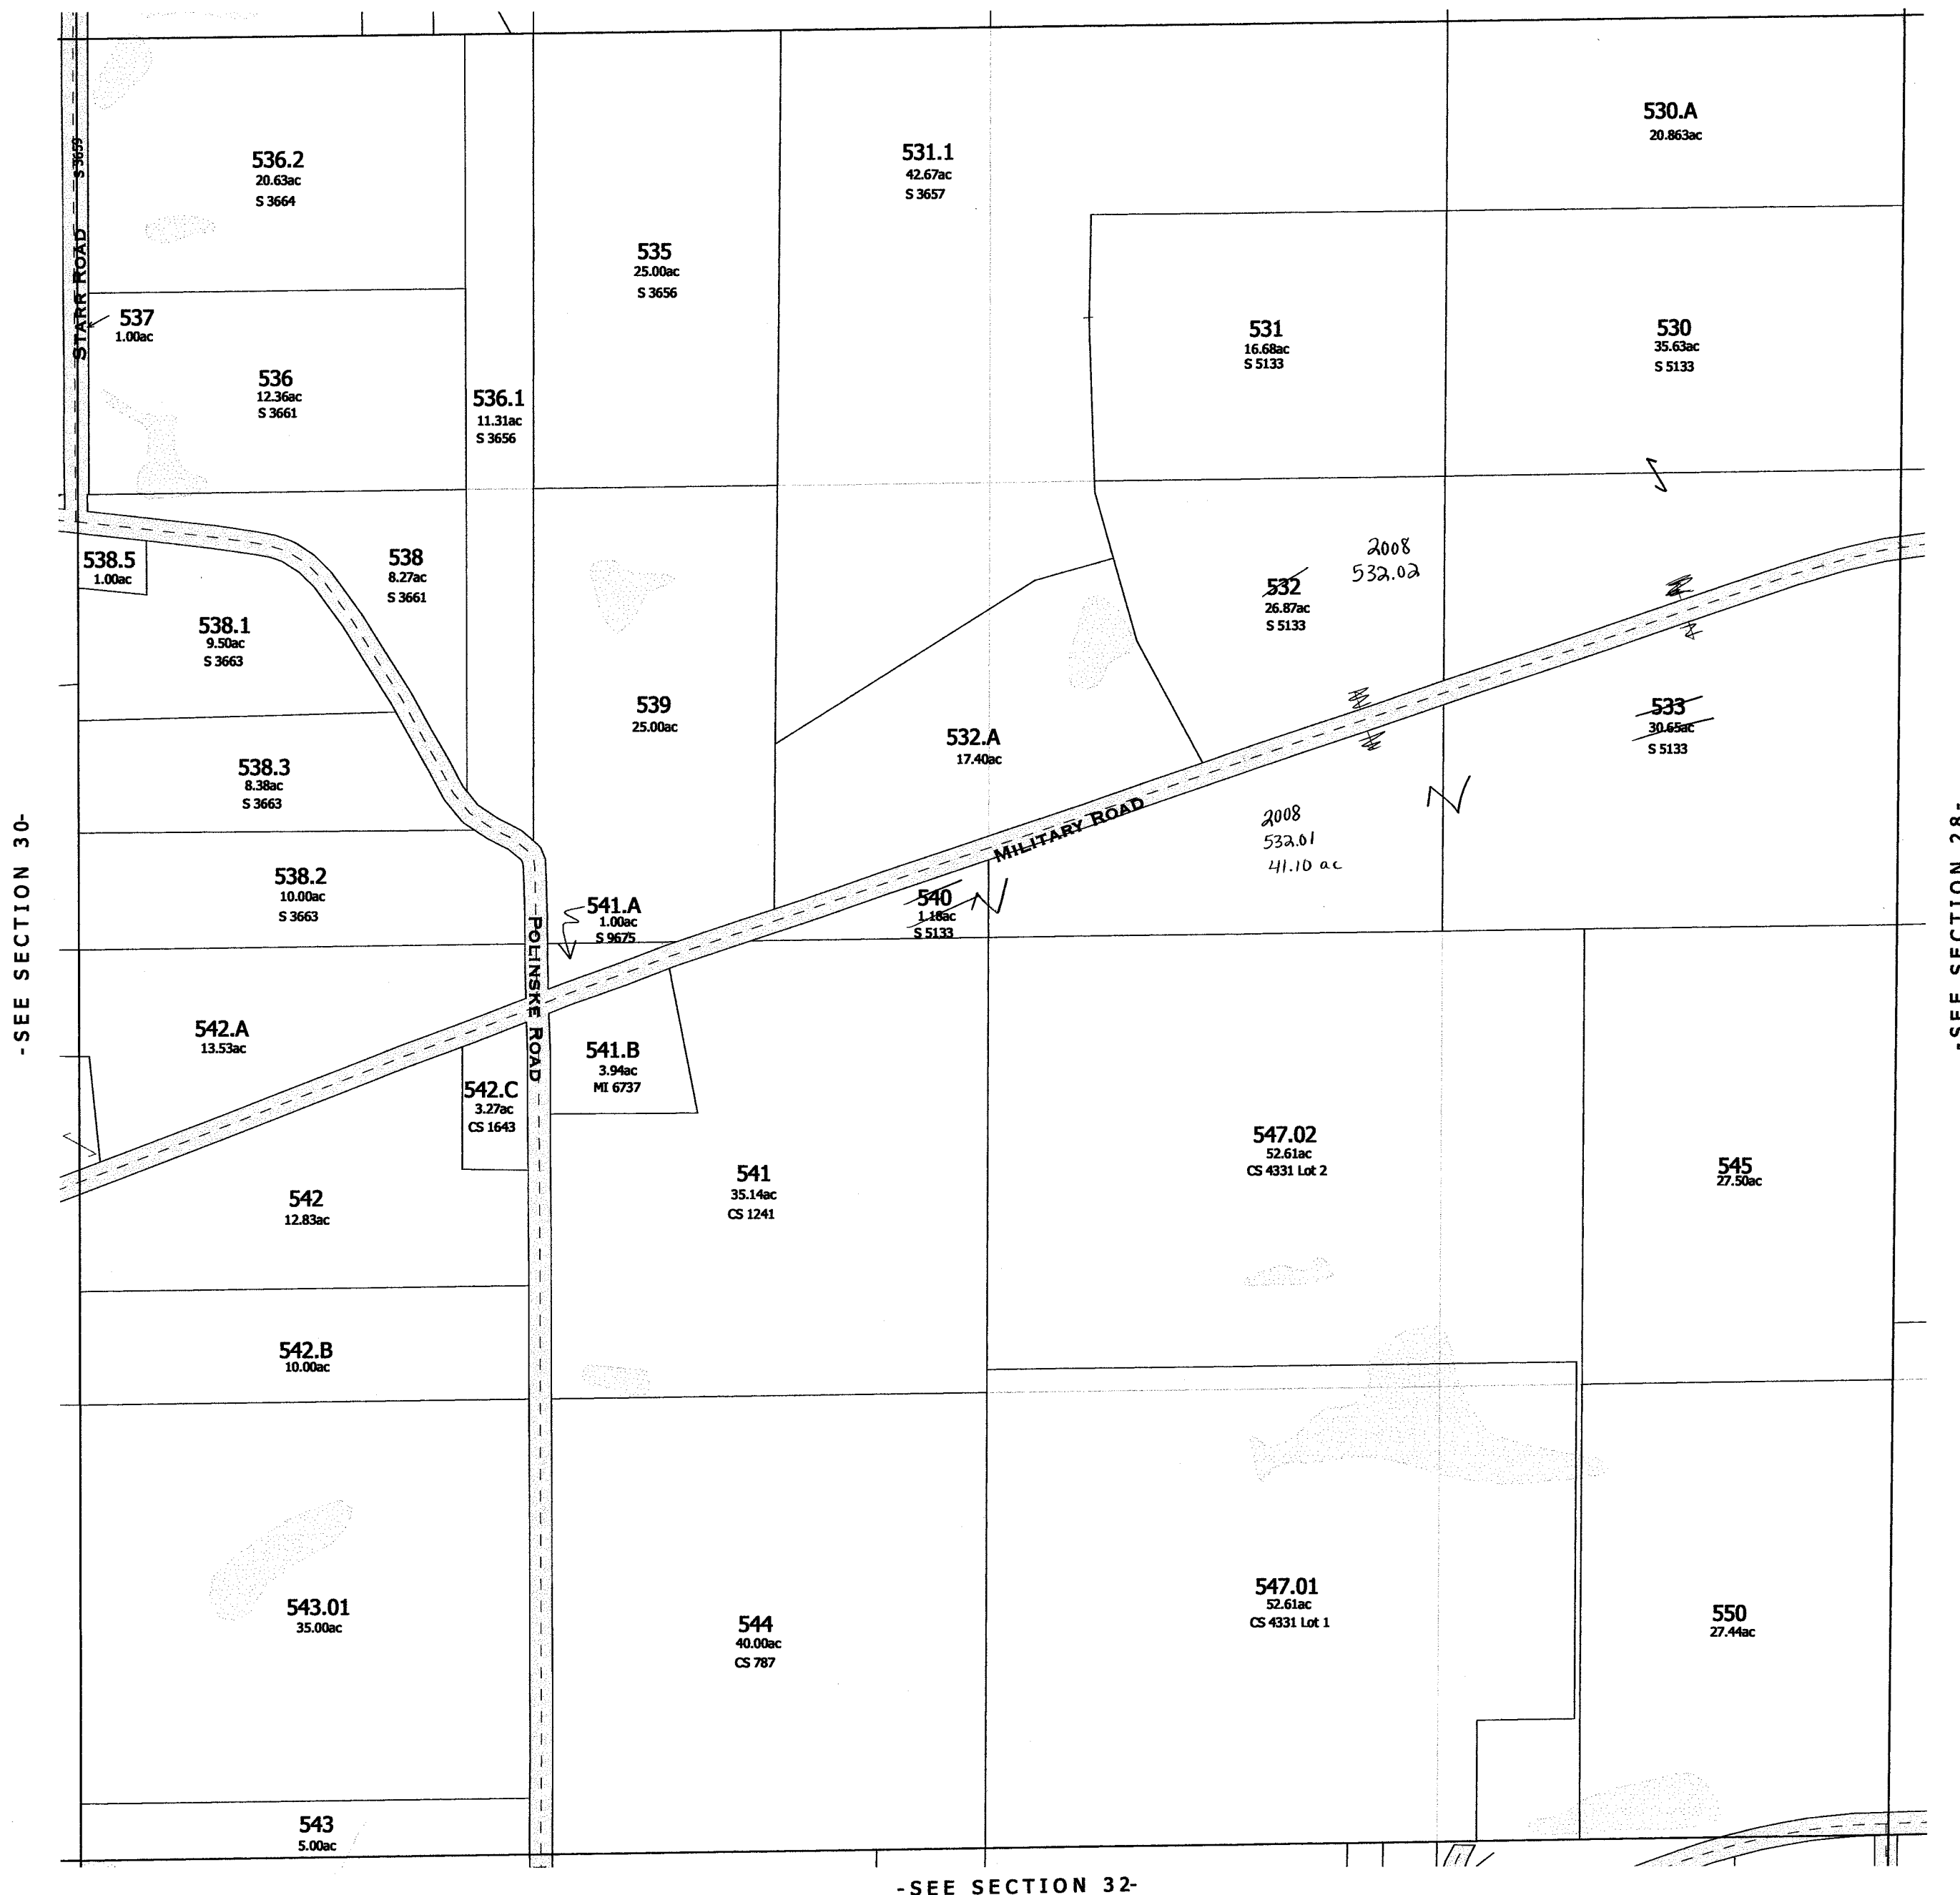 S 3659
STARR ROAD
536.2
20.63ac
S 3664
537
1.00ac
536
12.36ac
S 3661
536.1
11.31ac
S 3656
535
25.00ac
S 3656
531.1
42.67ac
S 3657
530.A
20.863ac
531
16.68ac
S 5133
530
35.63ac
S 5133
538.5
1.00ac
538
8.27ac
S 3661
538.1
9.50ac
S 3663
538.3
8.38ac
S 3663
538.2
10.00ac
S 3663
539
25.00ac
532.A
17.40ac
532
26.87ac
S 5133
2008
532.02
533
30.65ac
S 5133
MILITARY ROAD
2008
532.01
41.10 ac
540
1.18ac
S 5133
541.A
1.00ac
S 9675
POLINSKE ROAD
-SEE SECTION 30-
-SEE SECTION 28-
542.A
13.53ac
542.C
3.27ac
CS 1643
541.B
3.94ac
MI 6737
542
12.83ac
541
35.14ac
CS 1241
547.02
52.61ac
CS 4331 Lot 2
545
27.50ac
542.B
10.00ac
543.01
35.00ac
544
40.00ac
CS 787
547.01
52.61ac
CS 4331 Lot 1
550
27.44ac
543
5.00ac
-SEE SECTION 32-